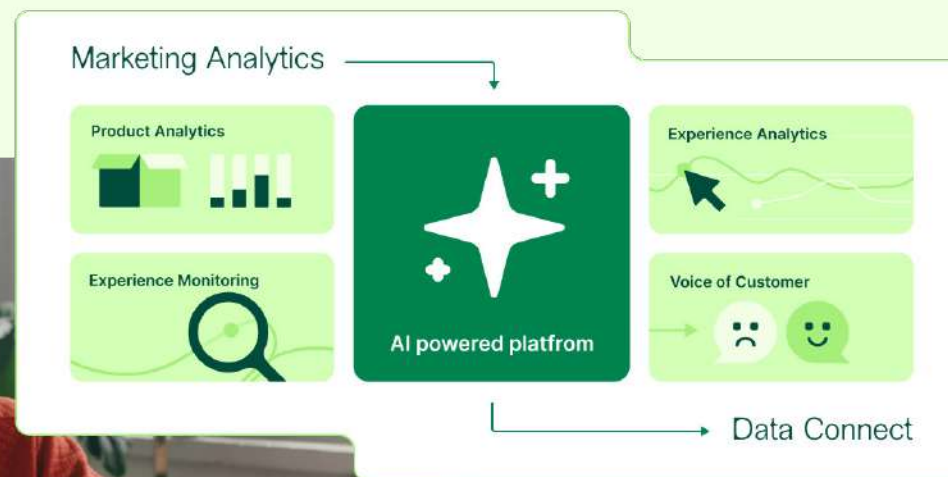 Marketing Analytics
Product Analytics
Experience Monitoring
AI powered platfrom
Experience Analytics
Voice of Customer
Data Connect